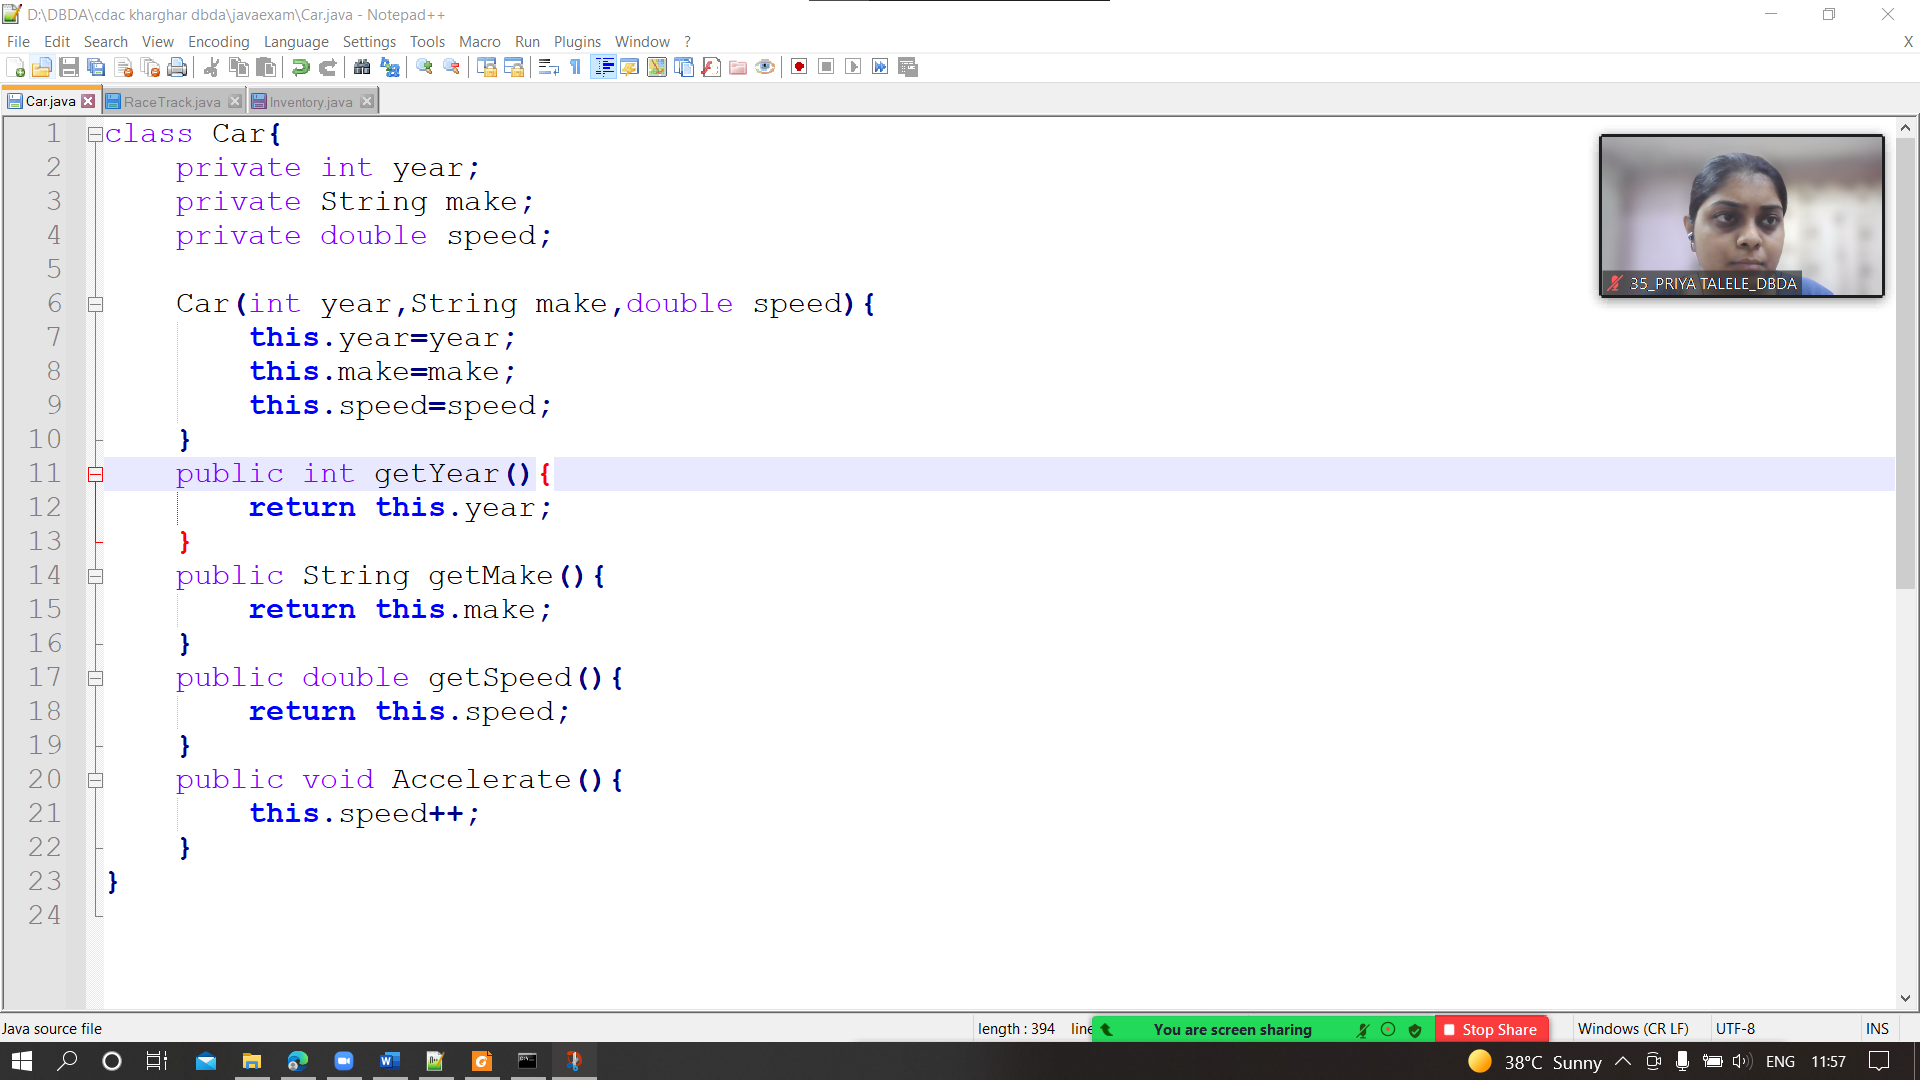 D:\DBDA\cdac kharghar dbda\javaexam\Car.java - Notepad++
File Edit Search View Encoding Language Settings Tools Macro Run Plugins Window ? X
Car.java RaceTrack.java Inventory.java
1 class Car{
2 private int year;
3 private String make;
4 private double speed;
5
6 Car(int year,String make,double speed){
7 this.year=year;
8 this.make=make;
9 this.speed=speed;
10 }
11 public int getYear(){
12 return this.year;
13 }
14 public String getMake(){
15 return this.make;
16 }
17 public double getSpeed(){
18 return this.speed;
19 }
20 public void Accelerate(){
21 this.speed++;
22 }
23 }
24
35_PRIYA TALELE_DBDA
Java source file length : 394 line You are screen sharing Stop Share Windows (CR LF) UTF-8 INS
38°C Sunny ENG 11:57